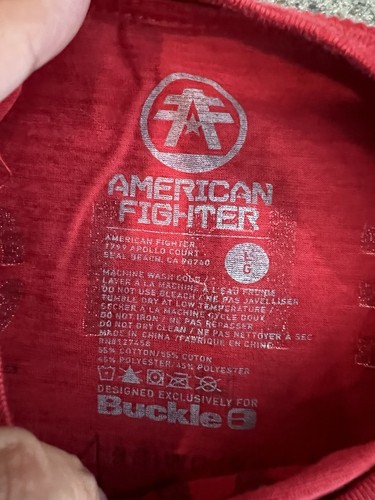 AMERICAN
FIGHTER
AMERICAN FIGHTER
1799 APOLLO COURT
SEAL BEACH, CA 90740
LG
MACHINE WASH COLD /
LAVER A LA MACHINE A L'EAU FROIDE
DO NOT USE BLEACH / NE PAS JAVELLISER
TUMBLE DRY AT LOW TEMPERATURE /
SECHER A LA MACHINE CYCLE DOUX
DO NOT IRON / NE PAS REPASSER
DO NOT DRY CLEAN / NE PAS NETTOYER À SEC
MADE IN CHINA / FABRIQUE EN CHINE
55% COTTON/55% CUTON
45% POLYESTER/45% POLYESTER
DESIGNED EXCLUSIVELY FOR
Buckle B